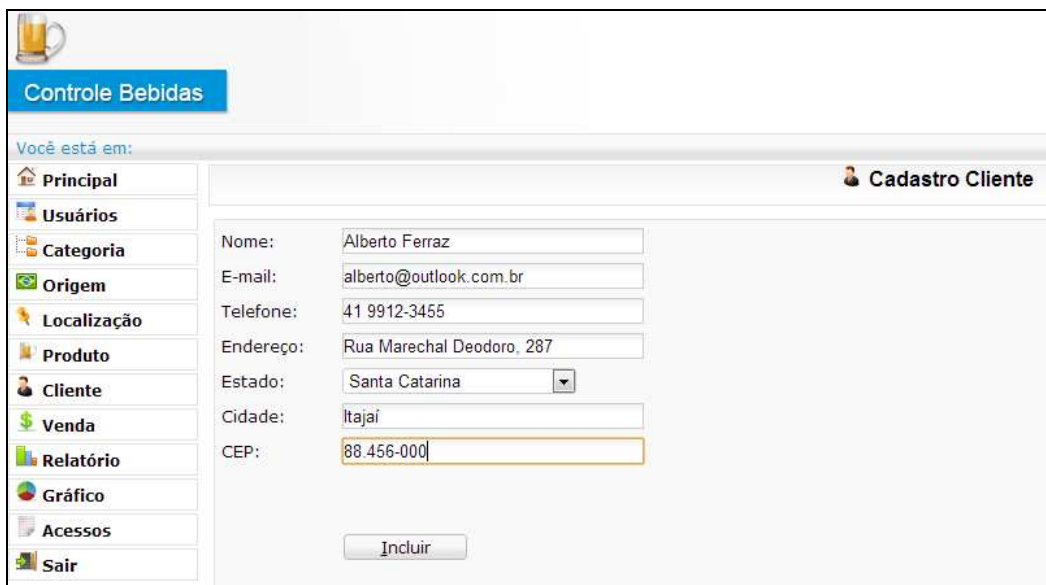 Controle Bebidas
Você está em:
Principal
Usuários
Categoria
Origem
Localização
Produto
Cliente
Venda
Relatório
Gráfico
Acessos
Sair
Cadastro Cliente
Nome: Alberto Ferraz
E-mail: alberto@outlook.com.br
Telefone: 41 9912-3455
Endereço: Rua Marechal Deodoro, 287
Estado: Santa Catarina
Cidade: Itajaí
CEP: 88.456-000
Incluir